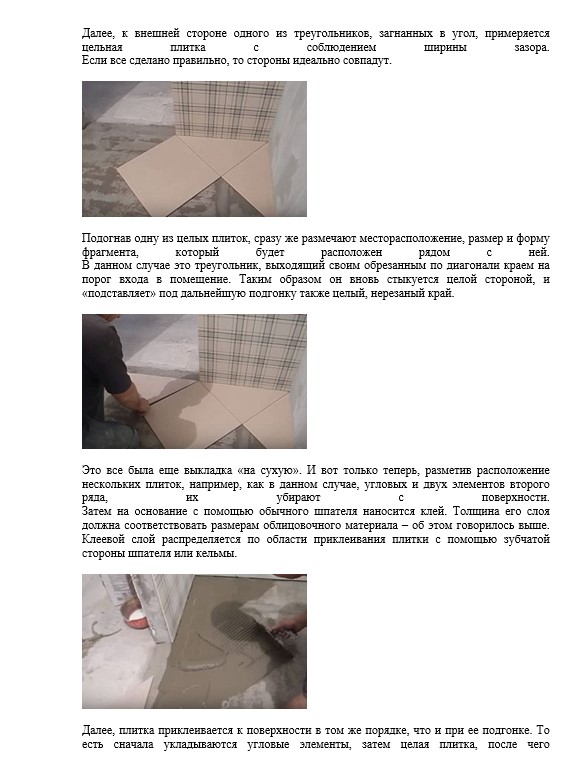 Далее, к внешней стороне одного из треугольников, загнанных в угол, примеряется
цельная плитка с соблюдением ширины зазора.
Если все сделано правильно, то стороны идеально совпадут.
Подогнав одну из целых плиток, сразу же размечают месторасположение, размер и форму
фрагмента, который будет расположен рядом с ней.
В данном случае это треугольник, выходящий своим обрезанным по диагонали краем на
порог входа в помещение. Таким образом он вновь стыкуется целой стороной, и
«подставляет» под дальнейшую подгонку также целый, нерезаный край.
Это все была еще выкладка «на сухую». И вот только теперь, разметив расположение
нескольких плиток, например, как в данном случае, угловых и двух элементов второго
ряда, их убирают с поверхности.
Затем на основание с помощью обычного шпателя наносится клей. Толщина его слоя
должна соответствовать размерам облицовочного материала – об этом говорилось выше.
Клеевой слой распределяется по области приклеивания плитки с помощью зубчатой
стороны шпателя или кельмы.
Далее, плитка приклеивается к поверхности в том же порядке, что и при ее подгонке. То
есть сначала укладываются угловые элементы, затем целая плитка, после чего